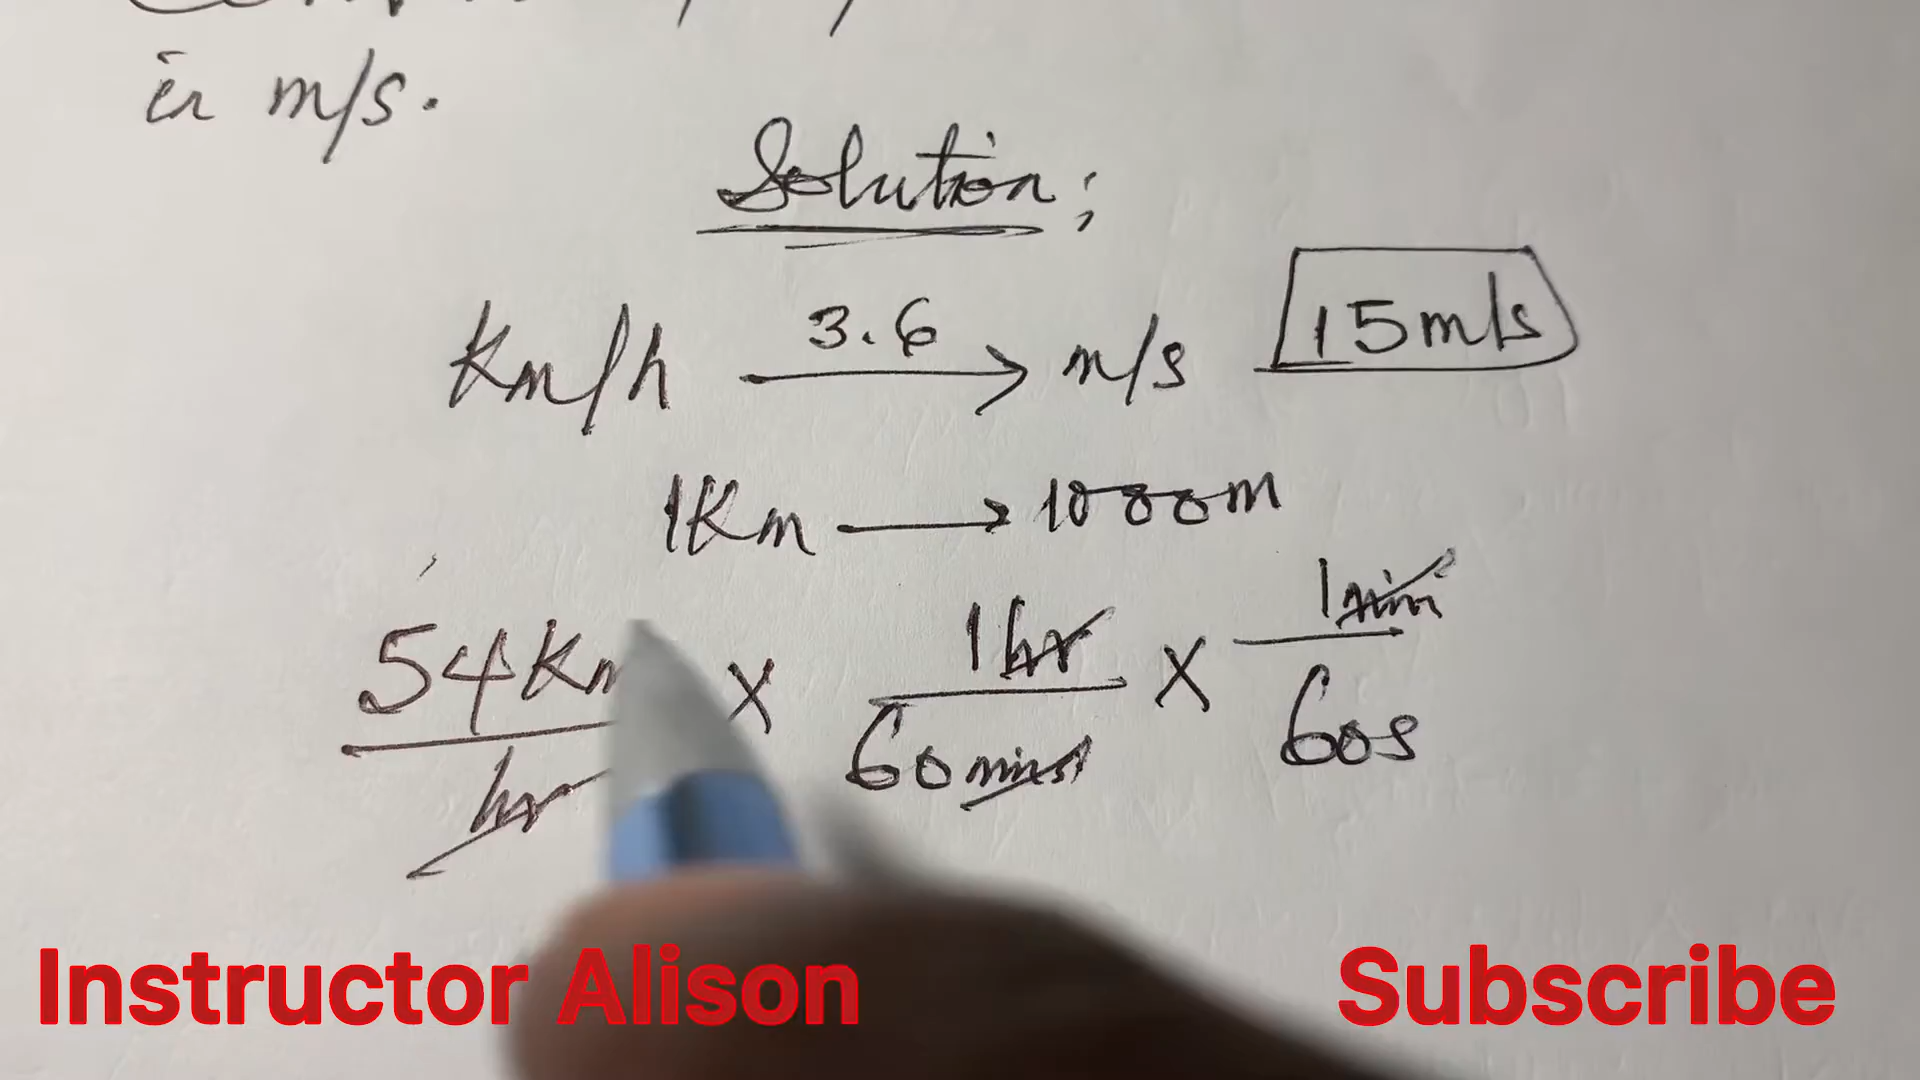 in m/s.
Solution;
Km/h 3.6 → m/s 15m/s
1Km → 1000m
54Km/hr × 1hr/60mins × 1min/60s
Instructor Alison Subscribe